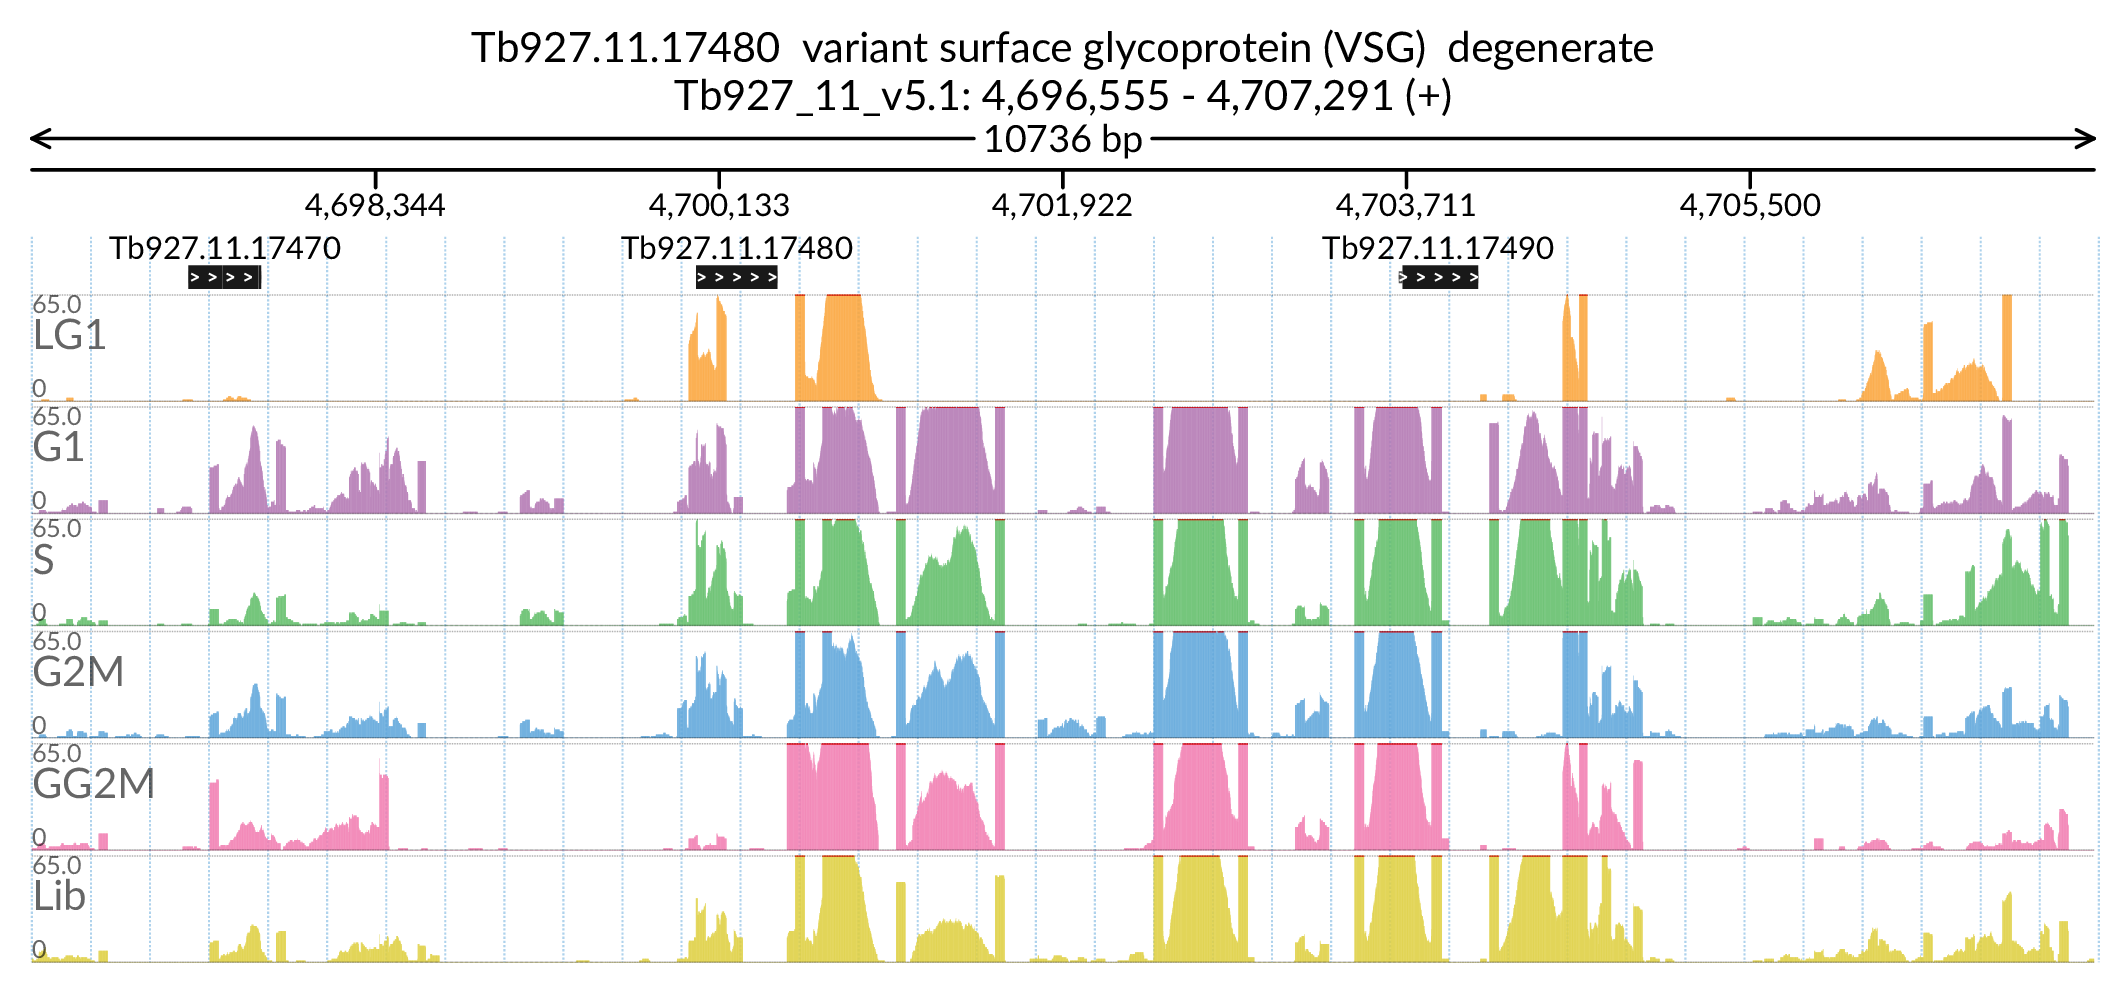 Tb927.11.17480  variant surface glycoprotein (VSG)  degenerate
Tb927_11_v5.1: 4,696,555 - 4,707,291 (+)
10736 bp
4,698,344 4,700,133 4,701,922 4,703,711 4,705,500
Tb927.11.17470 Tb927.11.17480 Tb927.11.17490
65.0
LG1
0
65.0
G1
0
65.0
S
0
65.0
G2M
0
65.0
GG2M
0
65.0
Lib
0